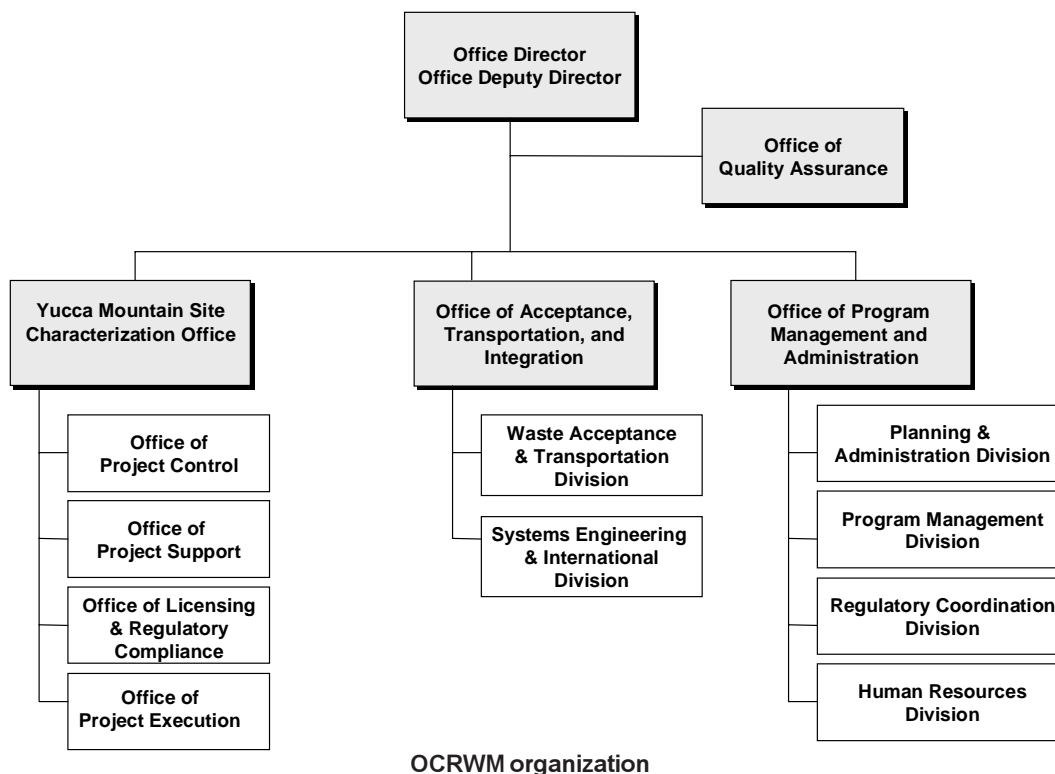 Office Director
Office Deputy Director
Office of
Quality Assurance
Yucca Mountain Site
Characterization Office
Office of Acceptance,
Transportation, and
Integration
Office of Program
Management and
Administration
Office of
Project Control
Office of
Project Support
Office of Licensing
& Regulatory
Compliance
Office of
Project Execution
Waste Acceptance
& Transportation
Division
Systems Engineering
& International
Division
Planning &
Administration Division
Program Management
Division
Regulatory Coordination
Division
Human Resources
Division
OCRWM organization